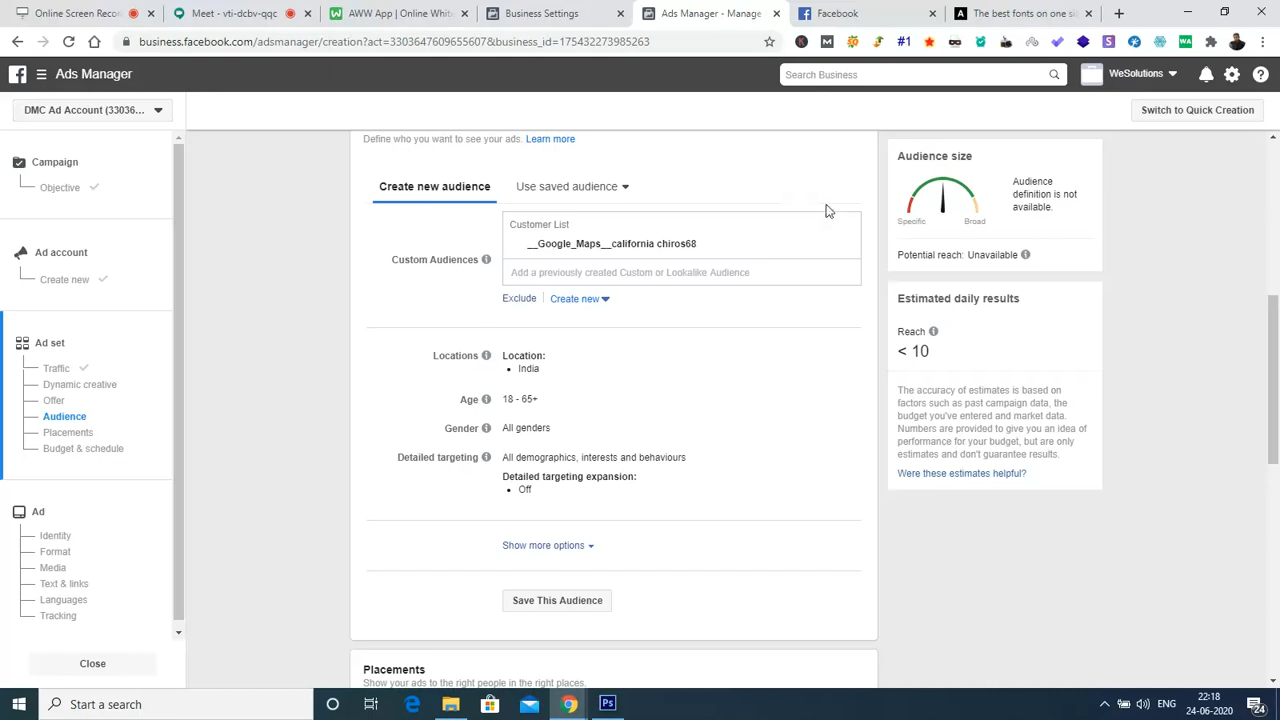 Online Screen Recor
Meet - vti-dcbv-qqc
AWW App | Online White
Business Settings
Ads Manager - Manage
Facebook
The best fonts on one si
business.facebook.com/adsmanager/creation?act=3303647609655607&business_id=175432273985263
#1
Ads Manager
Search Business
WeSolutions
DMC Ad Account (33036...
Switch to Quick Creation
Campaign
Objective
Ad account
Create new
Ad set
Traffic
Dynamic creative
Offer
Audience
Placements
Budget & schedule
Ad
Identity
Format
Media
Text & links
Languages
Tracking
Close
Define who you want to see your ads. Learn more
Create new audience
Use saved audience
Custom Audiences
Customer List
__Google_Maps__california chiros68
Add a previously created Custom or Lookalike Audience
Exclude
Create new
Locations
Location:
India
Age
18 - 65+
Gender
All genders
Detailed targeting
All demographics, interests and behaviours
Detailed targeting expansion:
Off
Show more options
Save This Audience
Placements
Show your ads to the right people in the right places.
Audience size
Specific
Broad
Audience
definition is not
available.
Potential reach: Unavailable
Estimated daily results
Reach
< 10
The accuracy of estimates is based on
factors such as past campaign data, the
budget you've entered and market data.
Numbers are provided to give you an idea of
performance for your budget, but are only
estimates and don't guarantee results.
Were these estimates helpful?
Start a search
Ps
ENG
22:18
24-06-2020
24